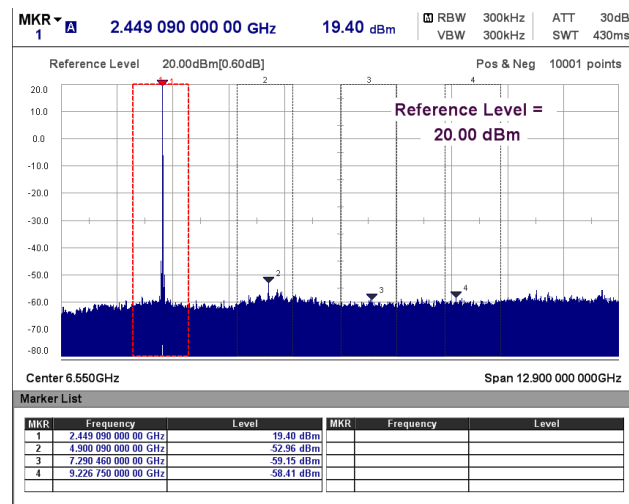 MKR 1 A 2.449 090 000 00 GHz 19.40 dBm M RBW 300kHz ATT 30dB
VBW 300kHz SWT 430ms
Reference Level 20.00dBm[0.60dB] Pos & Neg 10001 points
1 2 3 4
20.0
10.0
0.0
-10.0
-20.0
-30.0
-40.0
-50.0
-60.0
-70.0
-80.0
Reference Level =
20.00 dBm
2
3
4
Center 6.550GHz Span 12.900 000 000GHz
Marker List
MKR Frequency Level MKR Frequency Level
1 2.449 090 000 00 GHz 19.40 dBm
2 4.900 090 000 00 GHz -52.96 dBm
3 7.290 460 000 00 GHz -59.15 dBm
4 9.226 750 000 00 GHz -58.41 dBm